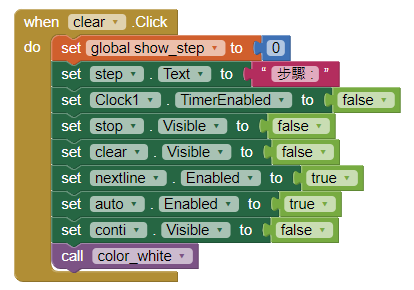 when clear .Click
do set global show_step to 0
set step . Text to “ 步驟： ”
set Clock1 . TimerEnabled to false
set stop . Visible to false
set clear . Visible to false
set nextline . Enabled to true
set auto . Enabled to true
set conti . Visible to false
call color_white